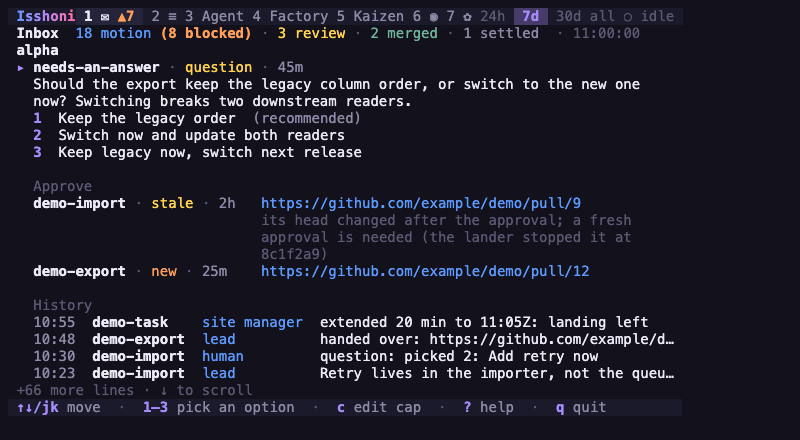 Isshoni 1 ✉ ▲7 2 ≡ 3 Agent 4 Factory 5 Kaizen 6 ◉ 7 ✿ 24h 7d 30d all ○ idle
Inbox 18 motion (8 blocked) · 3 review · 2 merged · 1 settled · 11:00:00
alpha
▸ needs-an-answer · question · 45m
Should the export keep the legacy column order, or switch to the new one
now? Switching breaks two downstream readers.
1 Keep the legacy order (recommended)
2 Switch now and update both readers
3 Keep legacy now, switch next release
Approve
demo-import · stale · 2h https://github.com/example/demo/pull/9
its head changed after the approval; a fresh
approval is needed (the lander stopped it at
8c1f2a9)
demo-export · new · 25m https://github.com/example/demo/pull/12
History
10:55 demo-task site manager extended 20 min to 11:05Z: landing left
10:48 demo-export lead handed over: https://github.com/example/d…
10:30 demo-import human question: picked 2: Add retry now
10:23 demo-import lead Retry lives in the importer, not the queu…
+66 more lines · ↓ to scroll
↑↓/jk move · 1–3 pick an option · c edit cap · ? help · q quit